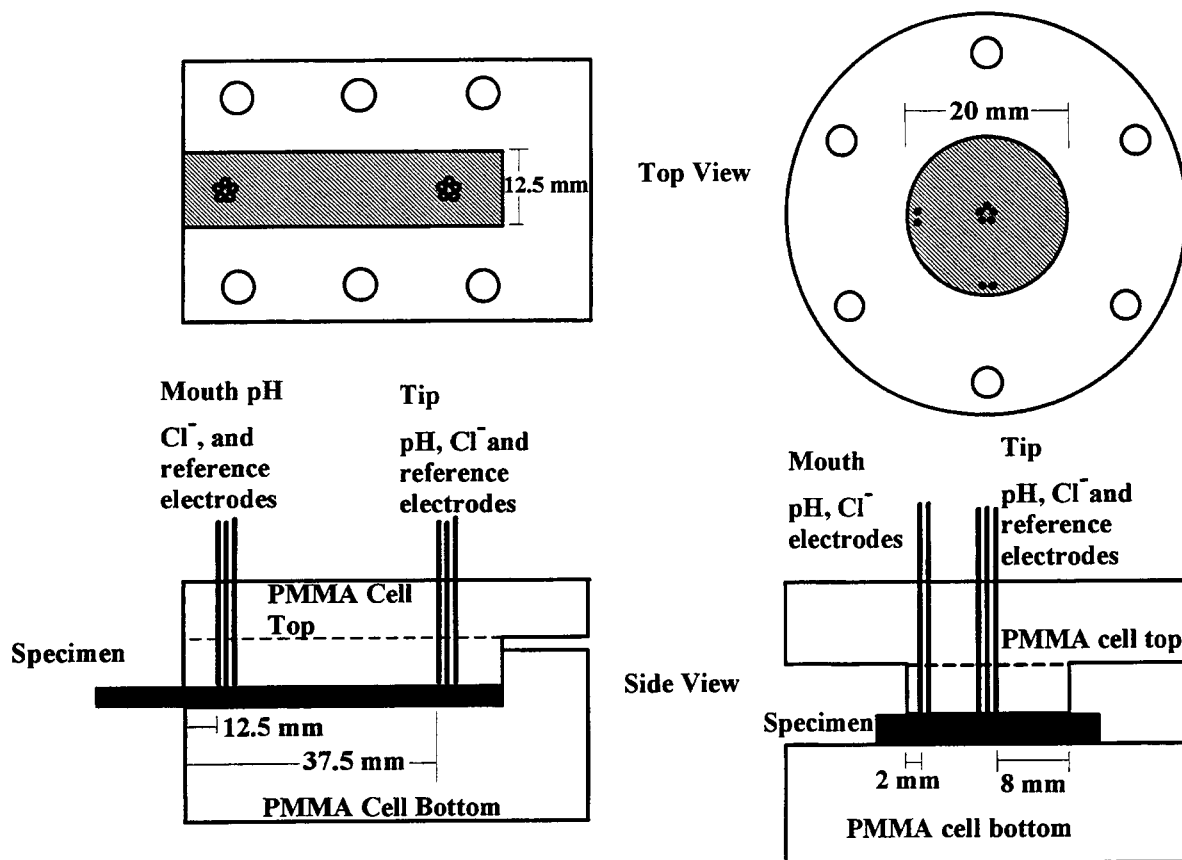 20 mm
12.5 mm
Top View
Mouth pH
Cl⁻, and
reference
electrodes
Tip
pH, Cl⁻ and
reference
electrodes
Mouth
pH, Cl⁻
electrodes
Tip
pH, Cl⁻ and
reference
electrodes
PMMA Cell
Top
PMMA cell top
Specimen
Side View
Specimen
12.5 mm
37.5 mm
2 mm
8 mm
PMMA Cell Bottom
PMMA cell bottom